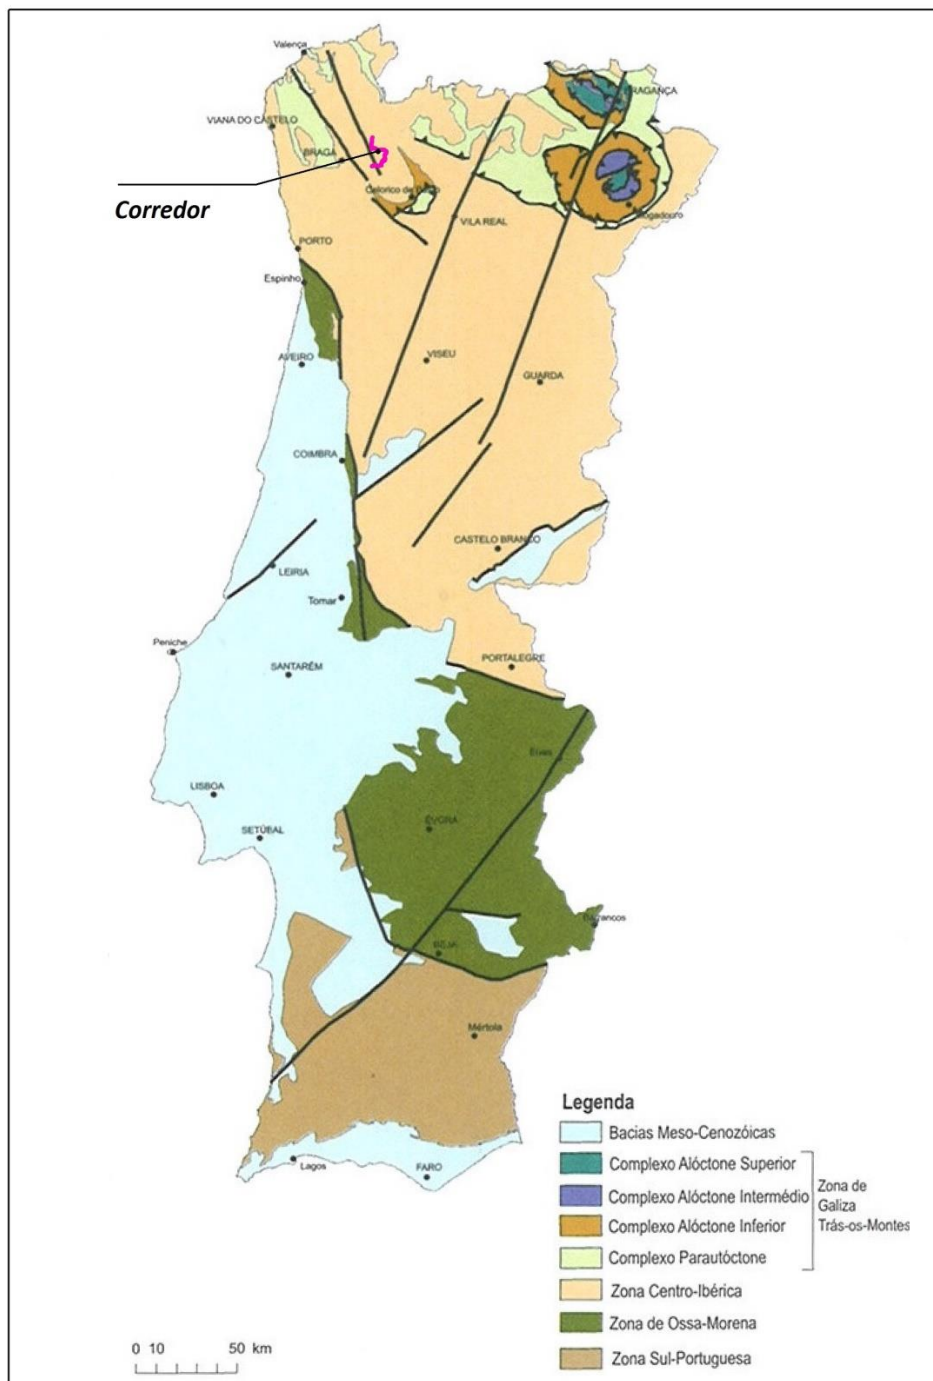 Valença
BRAGANÇA
VIANA DO CASTELO
BRAGA
Corredor
Celorico de Basto
Mogadouro
VILA REAL
PORTO
Espinho
AVEIRO
VISEU
GUARDA
COIMBRA
CASTELO BRANCO
LEIRIA
Tomar
Peniche
SANTARÉM
PORTALEGRE
Elvas
LISBOA
ÉVORA
SETÚBAL
Barrancos
BEJA
Mértola
Lagos
FARO
0 10 50 km
Legenda
Bacias Meso-Cenozóicas
Complexo Alóctone Superior
Complexo Alóctone Intermédio
Complexo Alóctone Inferior
Complexo Parautóctone
Zona de
Galiza
Trás-os-Montes
Zona Centro-Ibérica
Zona de Ossa-Morena
Zona Sul-Portuguesa